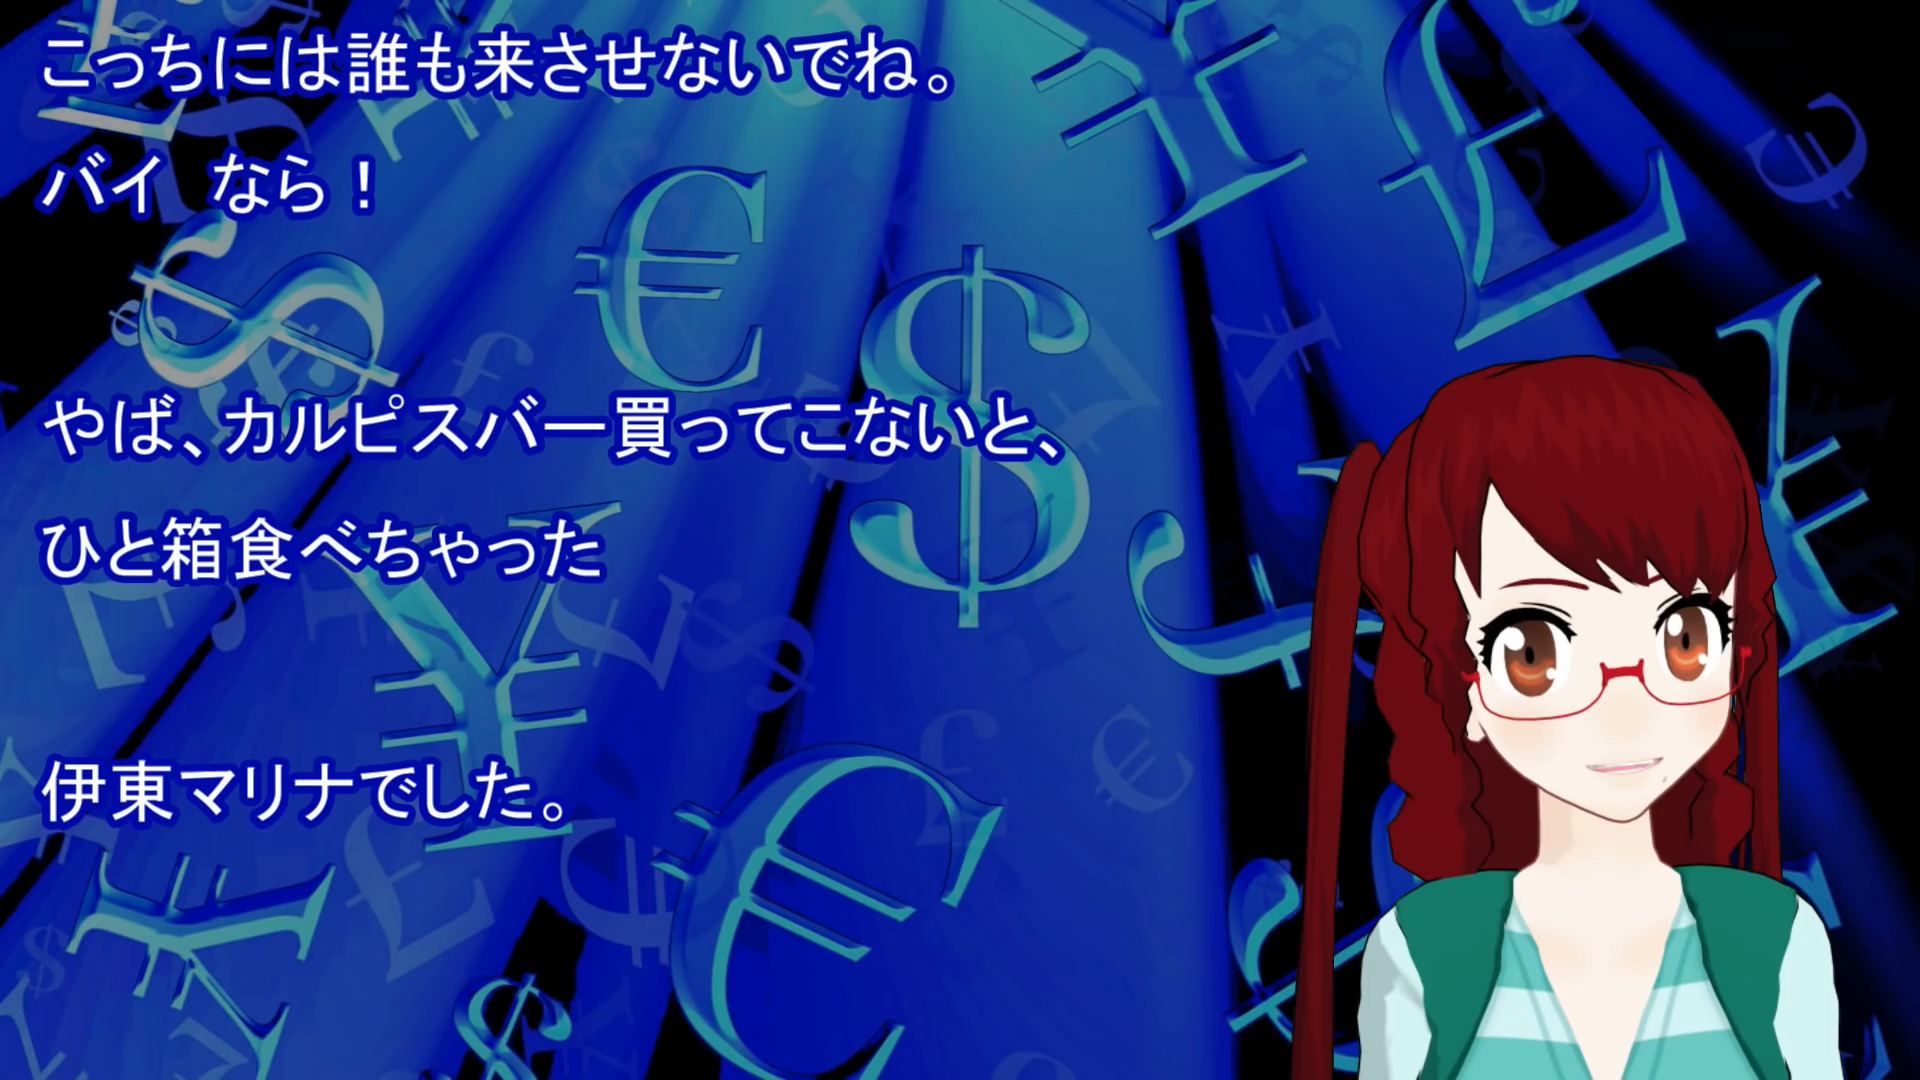 こっちには誰も来させないでね。
バイ　なら！
やば、カルピスバー買ってこないと、
ひと箱食べちゃった
伊東マリナでした。